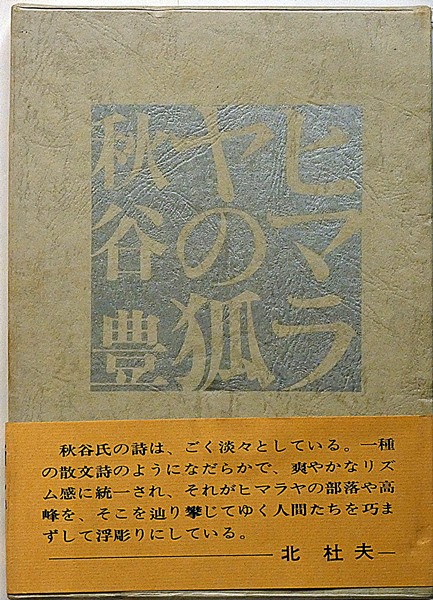 ヒマラ
ヤの狐
秋谷豊
秋谷氏の詩は、ごく淡々としている。一種
の散文詩のようになだらかで、爽やかなリズ
ム感に統一され、それがヒマラヤの部落や高
峰を、そこを辿り攀じてゆく人間たちを巧ま
ずして浮彫りにしている。
北 杜夫